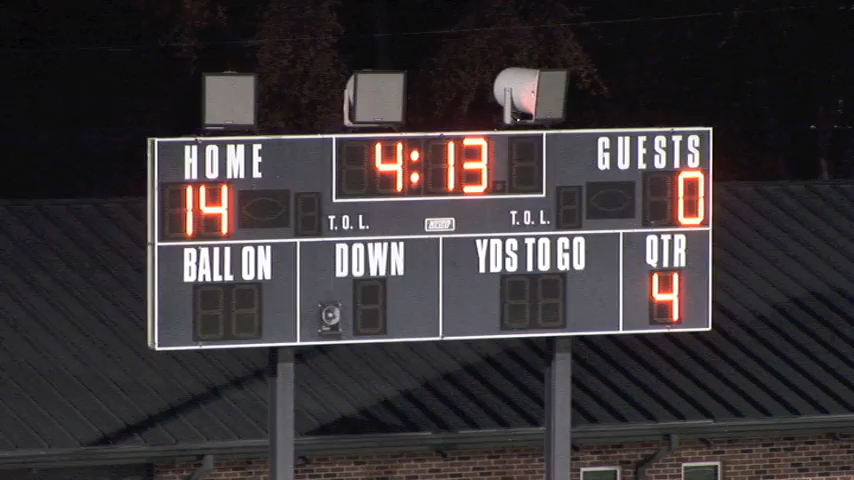 HOME 4:13 GUESTS
14 0
T.O.L. T.O.L.
BALL ON DOWN YDS TO GO QTR
4